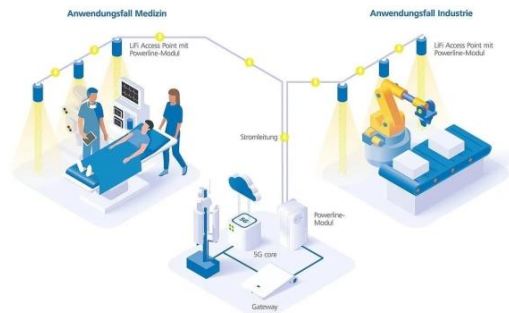 Anwendungsfall Medizin
Anwendungsfall Industrie
LiFi Access Point mit
Powerline-Modul
LiFi Access Point mit
Powerline-Modul
Stromleitung
5G
Powerline-
Modul
5G core
Gateway